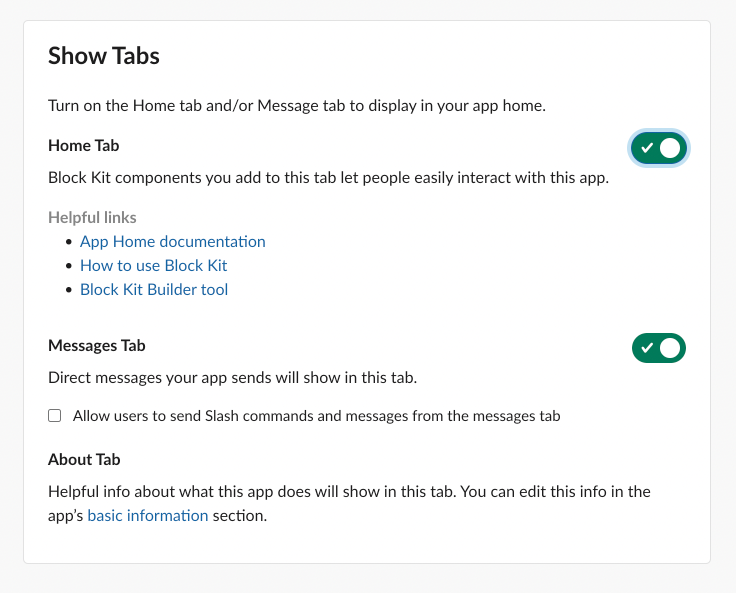 Show Tabs
Turn on the Home tab and/or Message tab to display in your app home.
Home Tab
Block Kit components you add to this tab let people easily interact with this app.
Helpful links
App Home documentation
How to use Block Kit
Block Kit Builder tool
Messages Tab
Direct messages your app sends will show in this tab.
Allow users to send Slash commands and messages from the messages tab
About Tab
Helpful info about what this app does will show in this tab. You can edit this info in the
app’s basic information section.